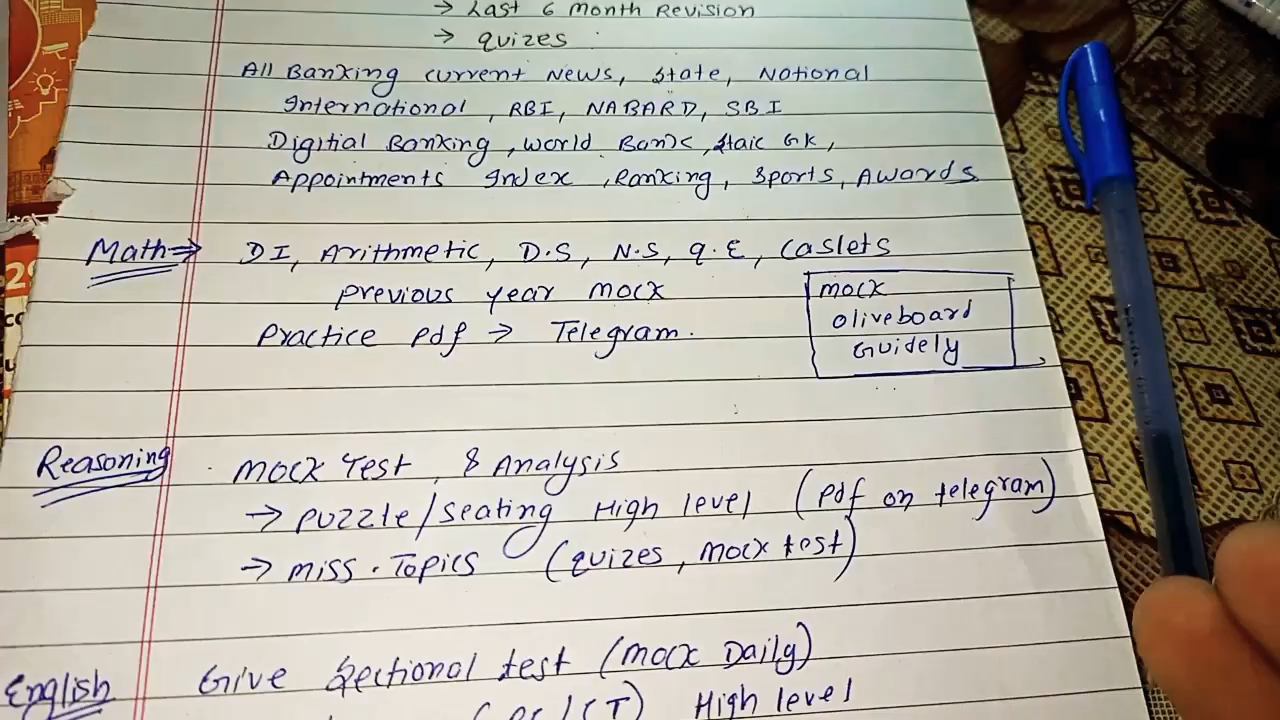 → Last 6 month Revision
→ quizes
All Banking current News, State, National
International, RBI, NABARD, SBI
Digitial Banking, World Bank, Staic GK,
Appointments Index, Ranking, Sports, Awards
Math⇒ DI, Arithmetic, D.S, N.S, q.E, Caslets
previous year mock
Practice pdf → Telegram.
mock
oliveboard
Guidely
Reasoning mock Test & Analysis
→ puzzle/seating High level (pdf on telegram)
→ miss. Topics (quizes, mock test)
English Give Sectional test (mock Daily)
High level